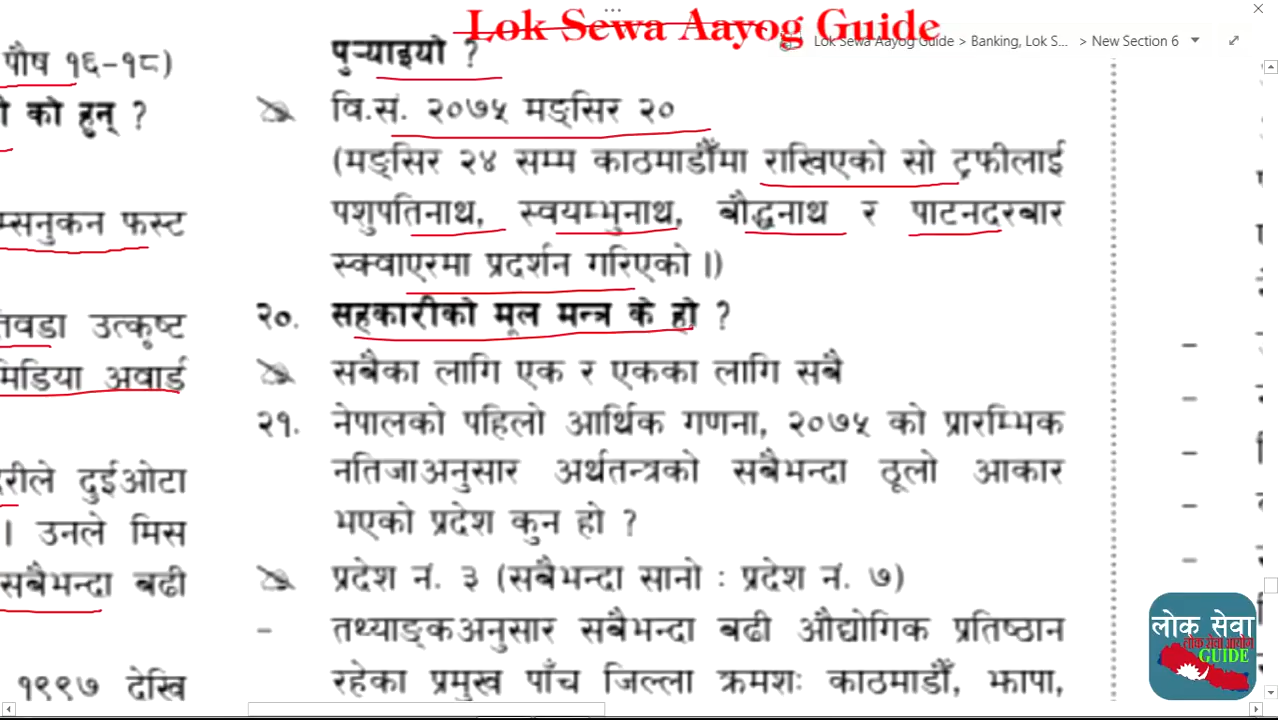 Lok Sewa Aayog Guide
Lok Sewa Aayog Guide > Banking, Lok S... > New Section 6
पौष १६-१८)
को हुन् ?
म्सनुकन फस्ट
उत्कृष्ट
मिडिया अवार्ड
दुईओटा
। उनले मिस
सबैभन्दा बढी
१९९७ देखि
पुऱ्याइयो ?
वि.सं. २०७५ मङ्सिर २०
(मङ्सिर २४ सम्म काठमाडौँमा राखिएको सो ट्रफीलाई
पशुपतिनाथ, स्वयम्भुनाथ, बौद्धनाथ र पाटनदरबार
स्क्वाएरमा प्रदर्शन गरिएको ।)
२०. सहकारीको मूल मन्त्र के हो ?
सबैका लागि एक र एकका लागि सबै
२१. नेपालको पहिलो आर्थिक गणना, २०७५ को प्रारम्भिक
नतिजाअनुसार अर्थतन्त्रको सबैभन्दा ठूलो आकार
भएको प्रदेश कुन हो ?
प्रदेश नं. ३ (सबैभन्दा सानो : प्रदेश नं. ७)
- तथ्याङ्कअनुसार सबैभन्दा बढी औद्योगिक प्रतिष्ठान
रहेका प्रमुख पाँच जिल्ला क्रमशः काठमाडौँ, झापा,
लोक सेवा
लोक सेवा आयोग
GUIDE